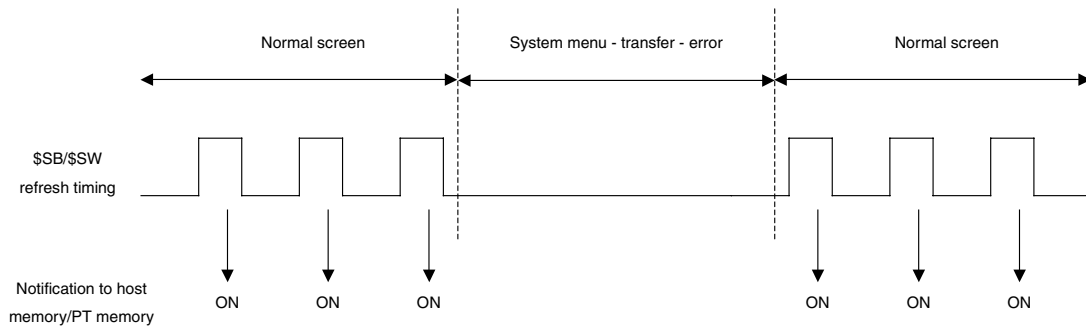 Normal screen
System menu - transfer - error
Normal screen
$SB/$SW
refresh timing
Notification to host
memory/PT memory
ON
ON
ON
ON
ON
ON